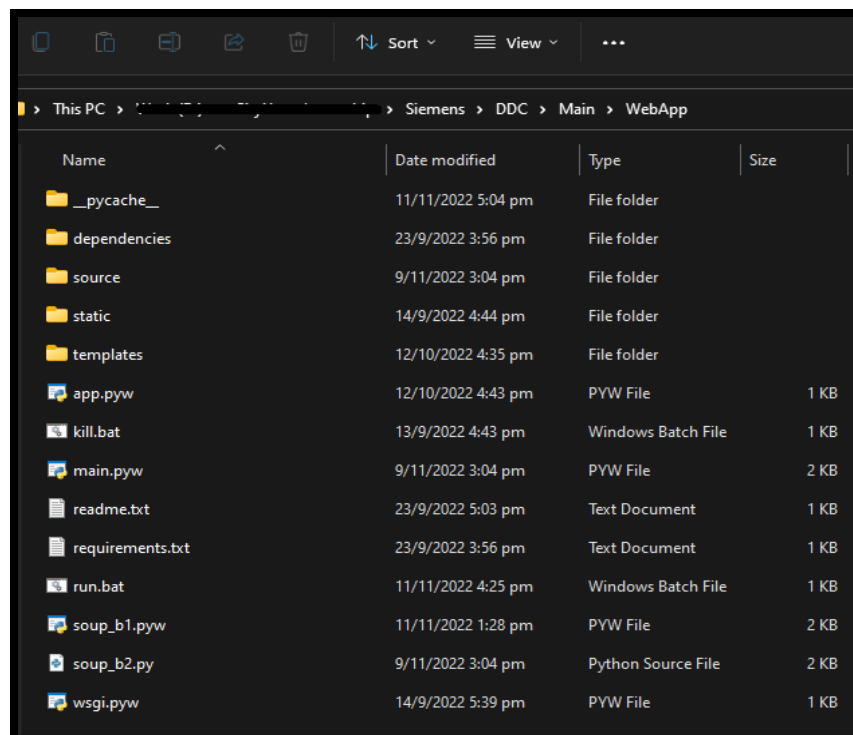 Sort View •••
This PC > > Siemens > DDC > Main > WebApp
Name Date modified Type Size
__pycache__ 11/11/2022 5:04 pm File folder
dependencies 23/9/2022 3:56 pm File folder
source 9/11/2022 3:04 pm File folder
static 14/9/2022 4:44 pm File folder
templates 12/10/2022 4:35 pm File folder
app.pyw 12/10/2022 4:43 pm PYW File 1 KB
kill.bat 13/9/2022 4:43 pm Windows Batch File 1 KB
main.pyw 9/11/2022 3:04 pm PYW File 2 KB
readme.txt 23/9/2022 5:03 pm Text Document 1 KB
requirements.txt 23/9/2022 3:56 pm Text Document 1 KB
run.bat 11/11/2022 4:25 pm Windows Batch File 1 KB
soup_b1.pyw 11/11/2022 1:28 pm PYW File 2 KB
soup_b2.py 9/11/2022 3:04 pm Python Source File 2 KB
wsgi.pyw 14/9/2022 5:39 pm PYW File 1 KB